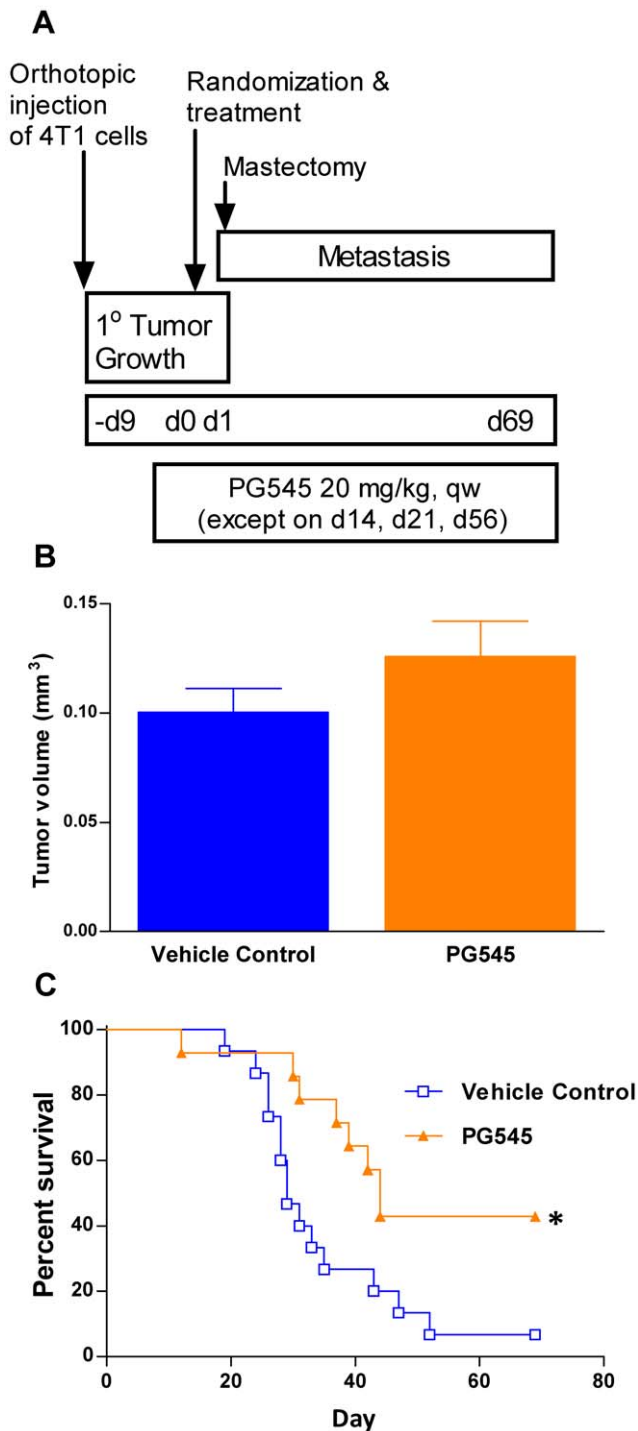 A
Orthotopic
injection
of 4T1 cells
Randomization &
treatment
Mastectomy
Metastasis
1° Tumor
Growth
-d9 d0 d1 d69
PG545 20 mg/kg, qw
(except on d14, d21, d56)
B
Tumor volume (mm³)
0.15
0.10
0.05
0.00
Vehicle Control PG545
C
Percent survival
100
80
60
40
20
0
Vehicle Control
PG545
*
0 20 40 60 80
Day